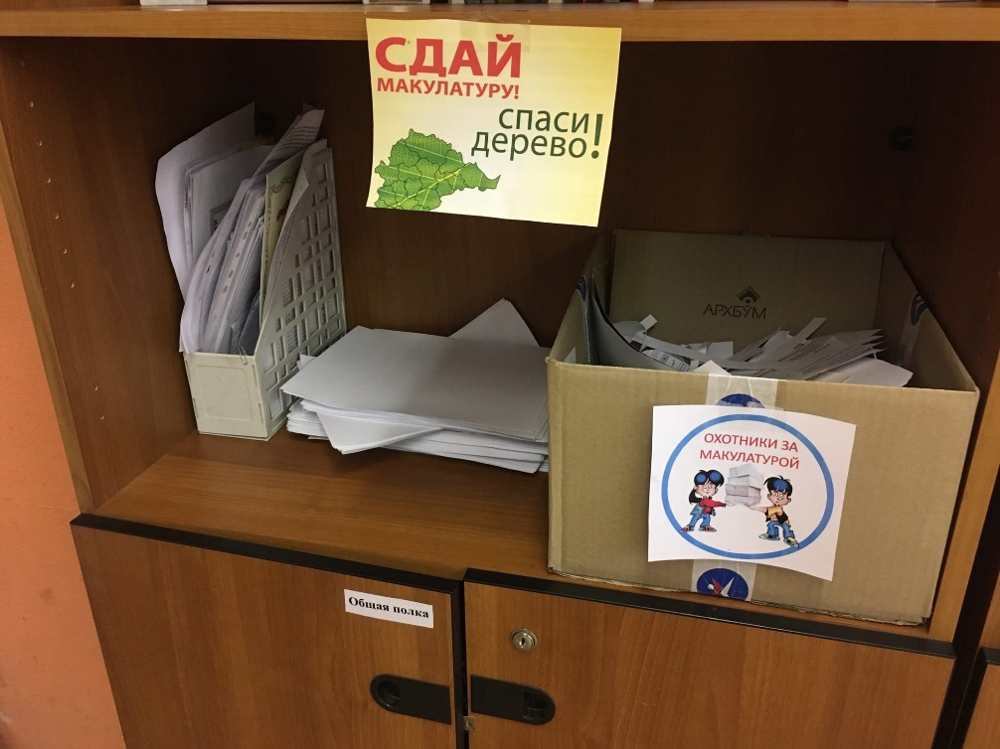 СДАЙ
МАКУЛАТУРУ!
спаси
дерево!
АРХБУМ
ОХОТНИКИ ЗА
МАКУЛАТУРОЙ
Общая полка